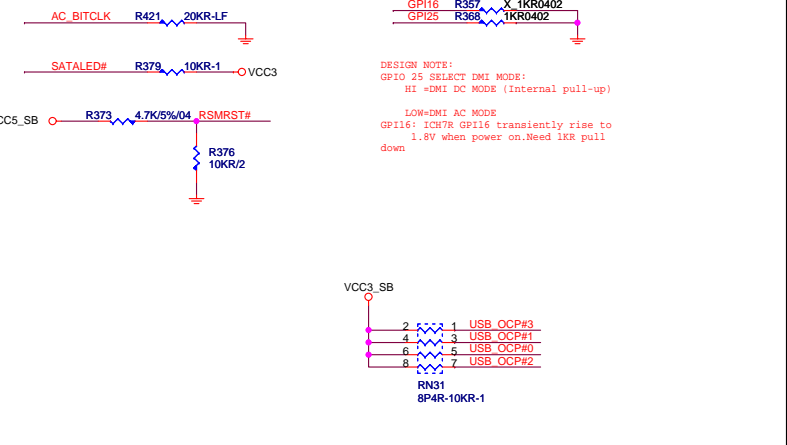 AC_BITCLK R421 20KR-LF
SATALED# R379 10KR-1 VCC3
CC5_SB R373 4.7K/5%/04 RSMRST#
R376
10KR/2
GPI16 R357 X_1KR0402
GPI25 R368 1KR0402
DESIGN NOTE:
GPIO 25 SELECT DMI MODE:
HI =DMI DC MODE (Internal pull-up)
LOW=DMI AC MODE
GPI16: ICH7R GPI16 transiently rise to
1.8V when power on.Need 1KR pull
down
VCC3_SB
2 1 USB_OCP#3
4 3 USB_OCP#1
6 5 USB_OCP#0
8 7 USB_OCP#2
RN31
8P4R-10KR-1